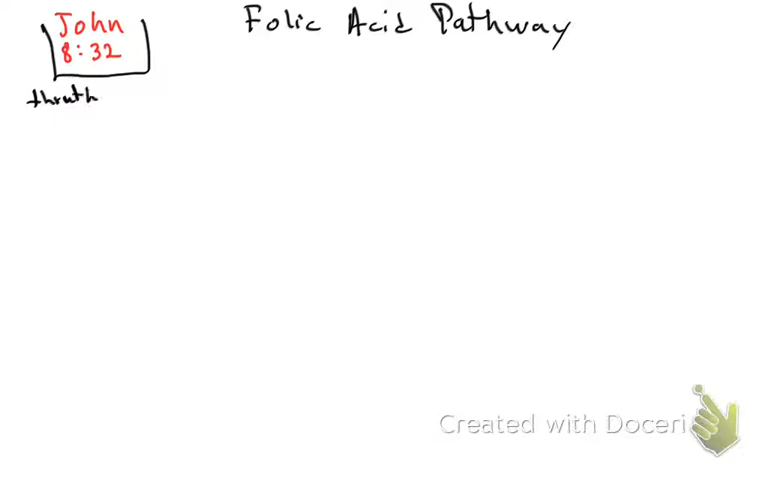 John
8:32
thruth
Folic Acid Pathway
Created with Doceri